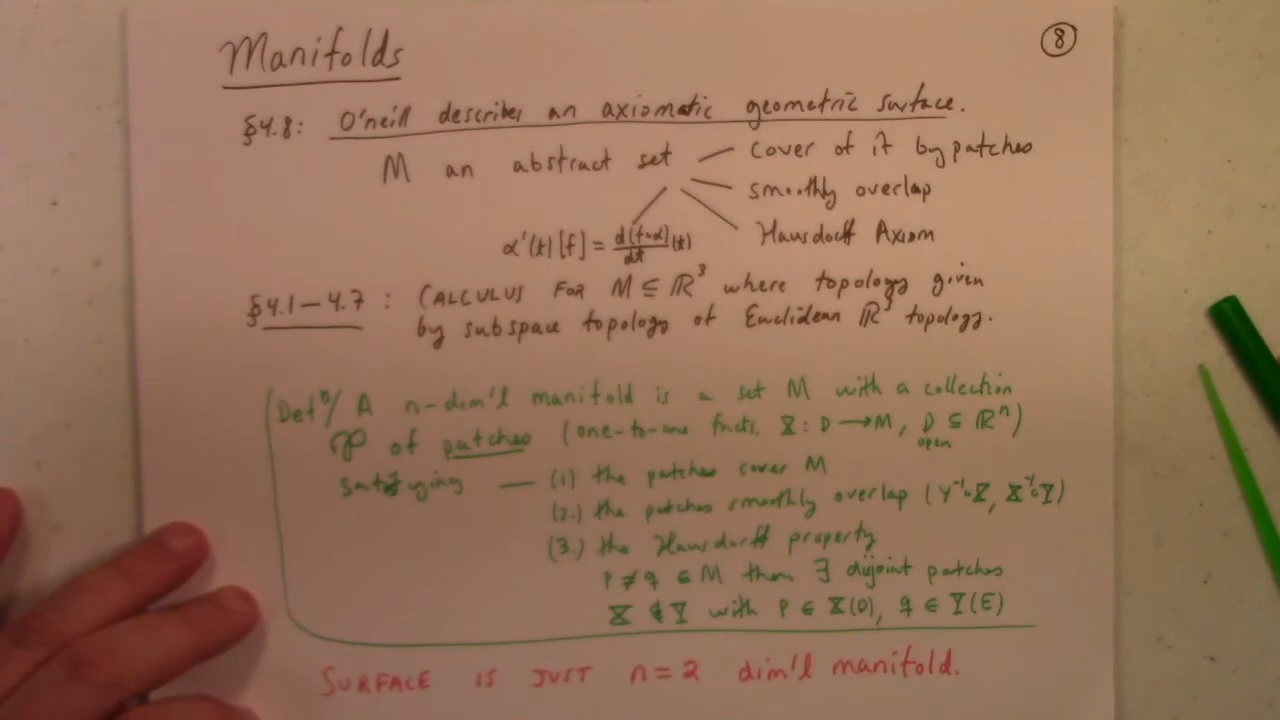 Manifolds
8
§4.8: O'neill describes an axiomatic geometric surface.
M an abstract set — cover of it by patches
smoothly overlap
Hausdorff Axiom
α'(t)[f] = d(f∘α)/dt (t)
§4.1–4.7: CALCULUS FOR M ⊆ ℝ³ where topology given
by subspace topology of Euclidean ℝ³ topology.
Defⁿ/ A n-dim'l manifold is a set M with a collection
𝒫 of patches (one-to-one fncts. X: D → M, D ⊆ ℝⁿ)
open
satisfying — (1) the patches cover M
(2.) the patches smoothly overlap (Y⁻¹∘X, X⁻¹∘Y)
(3.) the Hausdorff property
p ≠ q ∈ M then ∃ disjoint patches
X & Y with p ∈ X(D), q ∈ Y(E)
SURFACE IS JUST n=2 dim'l manifold.